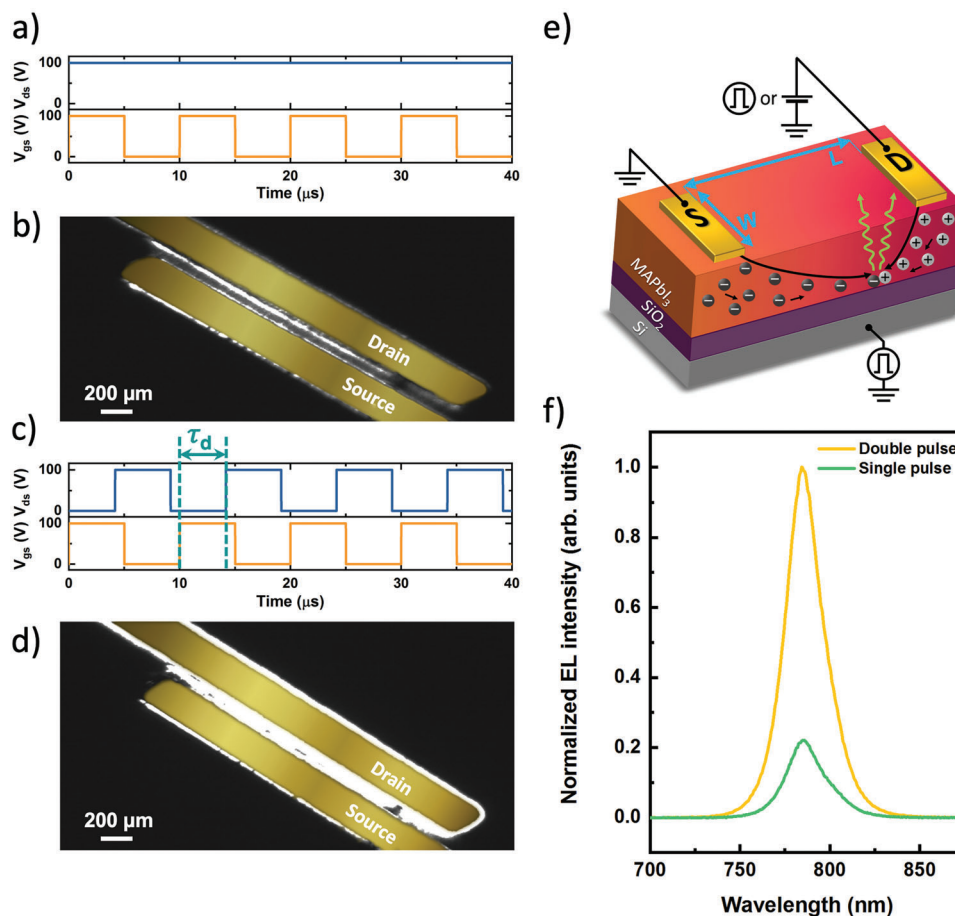 a)
V_gs (V) V_ds (V)
100
0
100
0
0 10 20 30 40
Time (μs)
b)
Drain
Source
200 μm
c)
τ_d
V_gs (V) V_ds (V)
100
0
100
0
0 10 20 30 40
Time (μs)
d)
Drain
Source
200 μm
e)
or
L
D
W
S
MAPbI₃
SiO₂
Si
f)
Double pulse
Single pulse
Normalized EL intensity (arb. units)
1.0
0.8
0.6
0.4
0.2
0.0
700 750 800 850
Wavelength (nm)